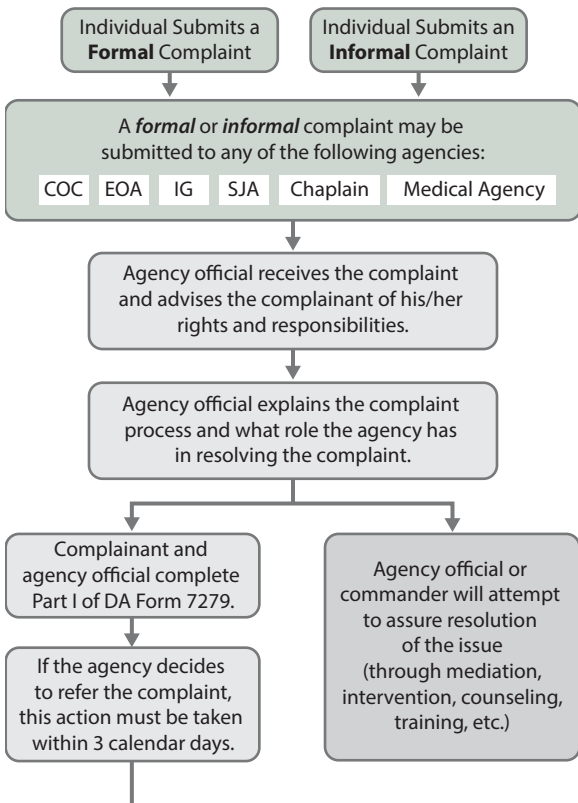 Individual Submits a
Formal Complaint
Individual Submits an
Informal Complaint
A formal or informal complaint may be
submitted to any of the following agencies:
COC EOA IG SJA Chaplain Medical Agency
Agency official receives the complaint
and advises the complainant of his/her
rights and responsibilities.
Agency official explains the complaint
process and what role the agency has
in resolving the complaint.
Complainant and
agency official complete
Part I of DA Form 7279.
If the agency decides
to refer the complaint,
this action must be taken
within 3 calendar days.
Agency official or
commander will attempt
to assure resolution
of the issue
(through mediation,
intervention, counseling,
training, etc.)